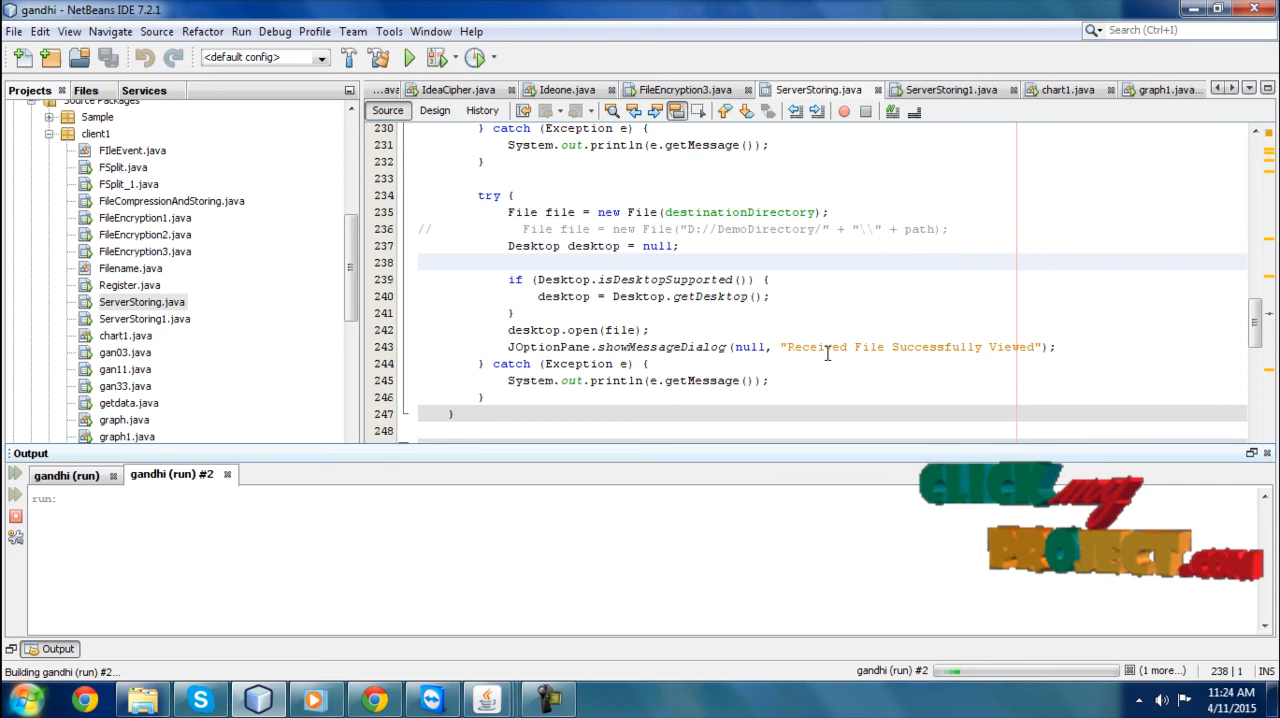 gandhi - NetBeans IDE 7.2.1
File Edit View Navigate Source Refactor Run Debug Profile Team Tools Window Help
Search (Ctrl+I)
<default config>
Projects Files Services
...ava IdeaCipher.java Ideone.java FileEncryption3.java ServerStoring.java ServerStoring1.java chart1.java graph1.java...
Source Design History
Source Packages
Sample
client1
FIleEvent.java
FSplit.java
FSplit_1.java
FileCompressionAndStoring.java
FileEncryption1.java
FileEncryption2.java
FileEncryption3.java
Filename.java
Register.java
ServerStoring.java
ServerStoring1.java
chart1.java
gan03.java
gan11.java
gan33.java
getdata.java
graph.java
graph1.java
230 } catch (Exception e) {
231 System.out.println(e.getMessage());
232 }
233
234 try {
235 File file = new File(destinationDirectory);
236 // File file = new File("D://DemoDirectory/" + "\\" + path);
237 Desktop desktop = null;
238
239 if (Desktop.isDesktopSupported()) {
240 desktop = Desktop.getDesktop();
241 }
242 desktop.open(file);
243 JOptionPane.showMessageDialog(null, "Received File Successfully Viewed");
244 } catch (Exception e) {
245 System.out.println(e.getMessage());
246 }
247 }
248
Output
gandhi (run) gandhi (run) #2
run:
CLICK my
PROJECT.COM
Output
Building gandhi (run) #2... gandhi (run) #2 (1 more...) 238 | 1 INS
11:24 AM
4/11/2015